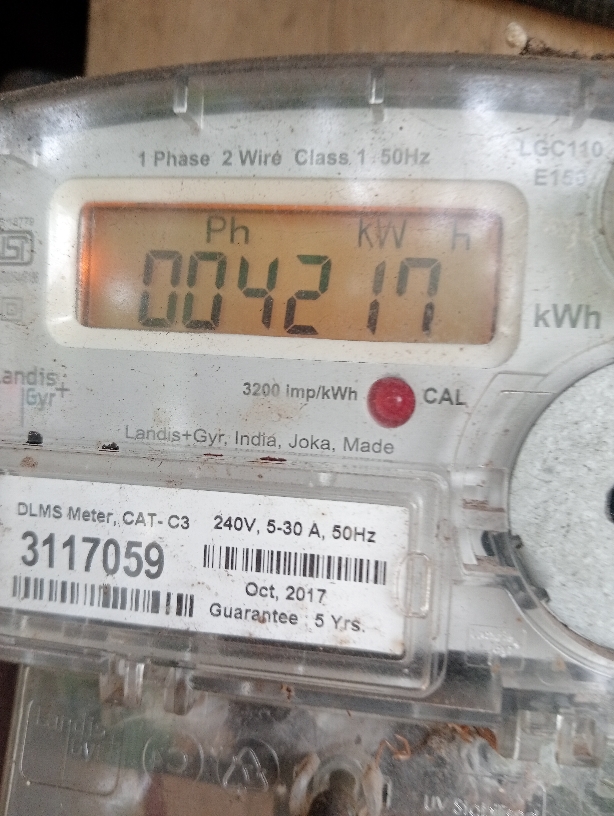 1 Phase 2 Wire Class 1 50Hz
LGC110
Ph kW h
004217
kWh
Landis
Gyr+
3200 imp/kWh CAL
Landis+Gyr, India, Joka, Made
DLMS Meter, CAT- C3
3117059
240V, 5-30 A, 50Hz
Oct, 2017
Guarantee : 5 Yrs.